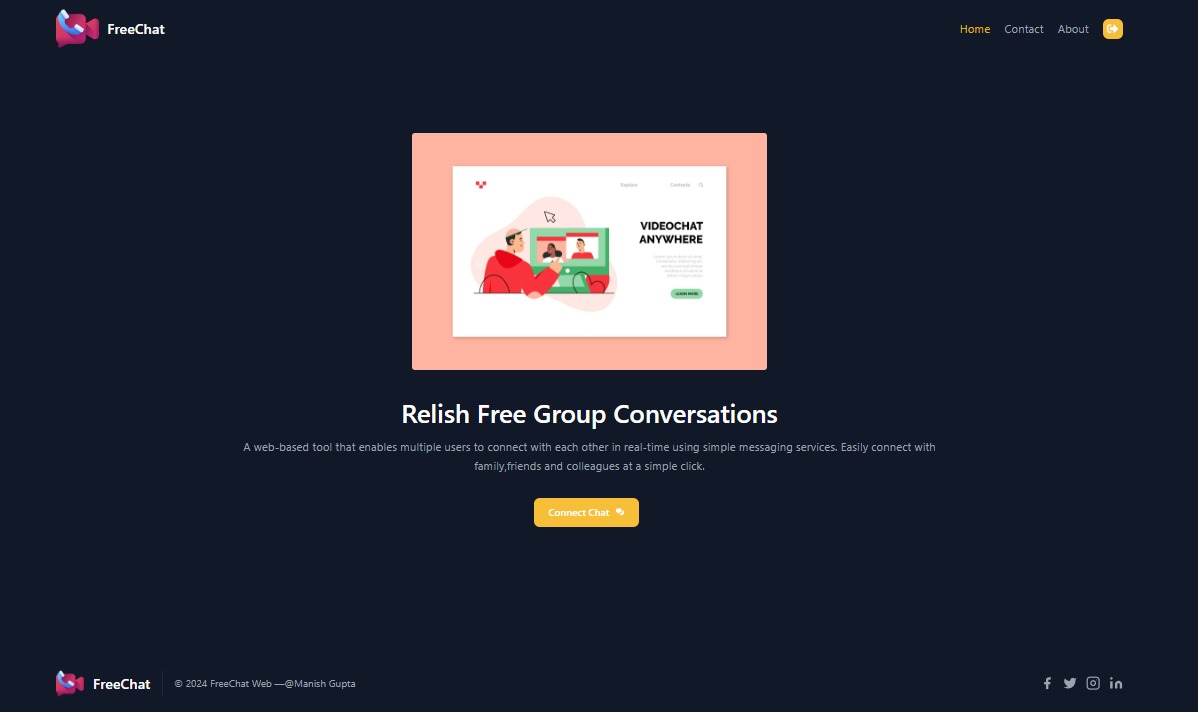 FreeChat
Home Contact About
Explore Contacts
VIDEOCHAT
ANYWHERE
LEARN MORE
Relish Free Group Conversations
A web-based tool that enables multiple users to connect with each other in real-time using simple messaging services. Easily connect with
family,friends and colleagues at a simple click.
Connect Chat
FreeChat
© 2024 FreeChat Web —@Manish Gupta